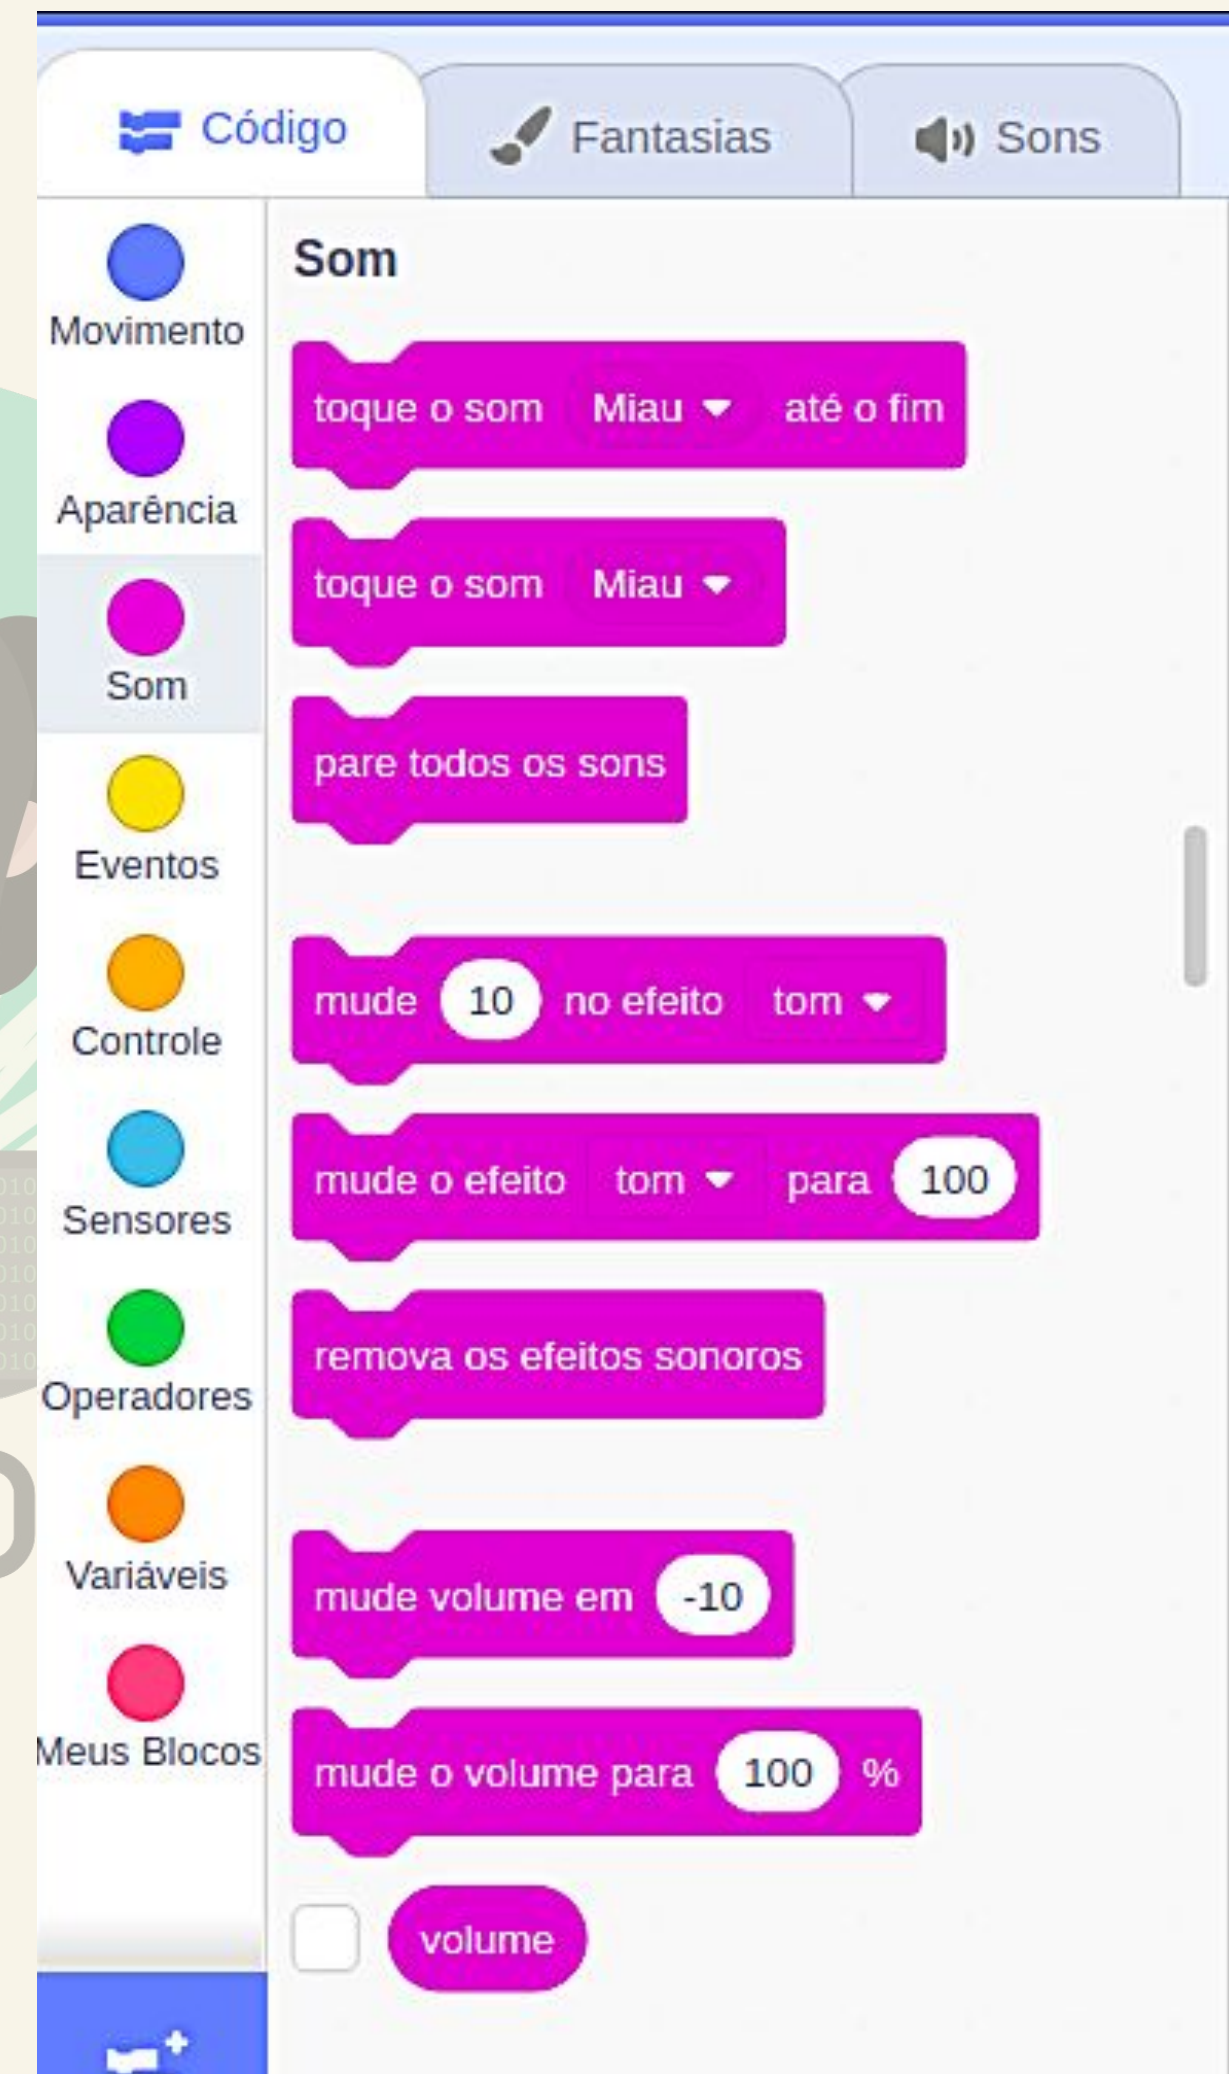 Código
Fantasias
Sons
Movimento
Aparência
Som
Eventos
Controle
Sensores
Operadores
Variáveis
Meus Blocos
Som
toque o som Miau até o fim
toque o som Miau
pare todos os sons
mude 10 no efeito tom
mude o efeito tom para 100
remova os efeitos sonoros
mude volume em -10
mude o volume para 100 %
volume